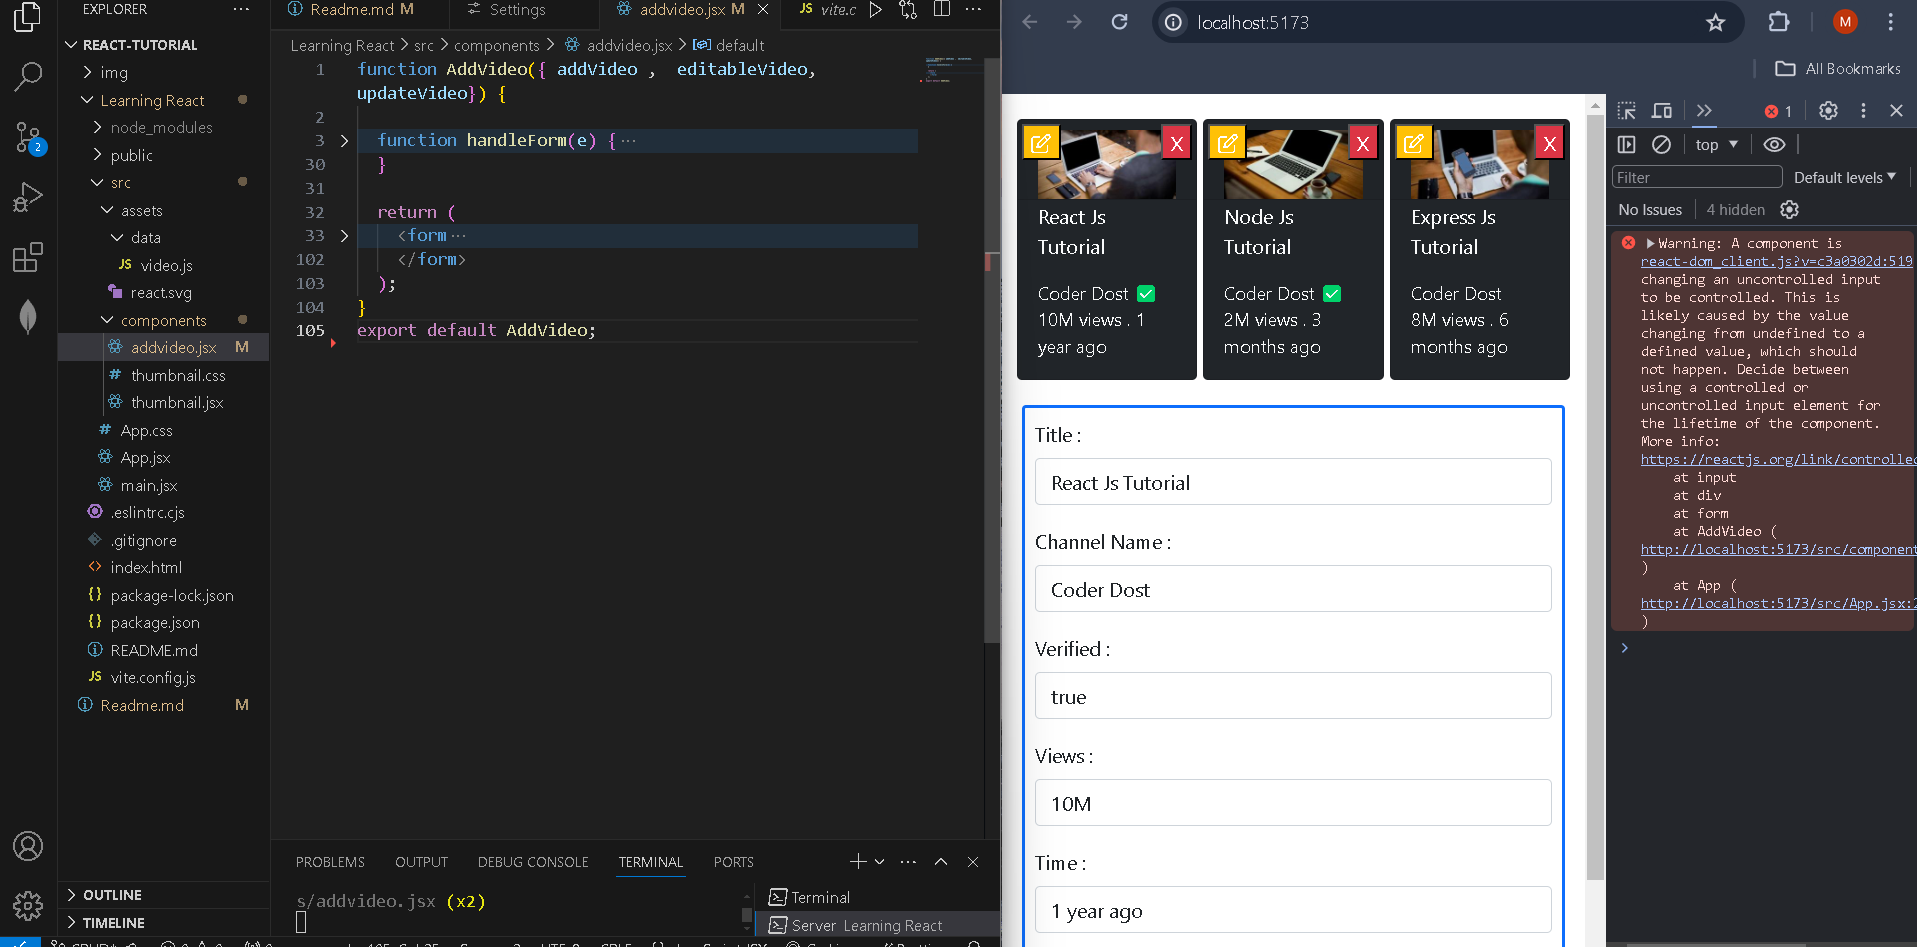 EXPLORER
REACT-TUTORIAL
img
Learning React
node_modules
public
src
assets
data
JS video.js
react.svg
components
addvideo.jsx M
# thumbnail.css
thumbnail.jsx
# App.css
App.jsx
main.jsx
.eslintrc.cjs
.gitignore
index.html
{} package-lock.json
{} package.json
README.md
JS vite.config.js
Readme.md M
OUTLINE
TIMELINE
2
Readme.md M
Settings
addvideo.jsx M
JS vite.c
Learning React > src > components > addvideo.jsx > default
1 function AddVideo({ addVideo , editableVideo,
updateVideo}) {
2
3 function handleForm(e) {···
30 }
31
32 return (
33 <form···
102 </form>
103 );
104 }
105 export default AddVideo;
PROBLEMS OUTPUT DEBUG CONSOLE TERMINAL PORTS
s/addvideo.jsx (x2)
Terminal
Server Learning React
localhost:5173
M
All Bookmarks
X
React Js
Tutorial
Coder Dost ✅
10M views . 1
year ago
X
Node Js
Tutorial
Coder Dost ✅
2M views . 3
months ago
X
Express Js
Tutorial
Coder Dost
8M views . 6
months ago
Title :
React Js Tutorial
Channel Name :
Coder Dost
Verified :
true
Views :
10M
Time :
1 year ago
1
top
Filter
Default levels
No Issues
4 hidden
Warning: A component is
react-dom_client.js?v=c3a0302d:519
changing an uncontrolled input
to be controlled. This is
likely caused by the value
changing from undefined to a
defined value, which should
not happen. Decide between
using a controlled or
uncontrolled input element for
the lifetime of the component.
More info:
https://reactjs.org/link/controlled
at input
at div
at form
at AddVideo (
http://localhost:5173/src/component
)
at App (
http://localhost:5173/src/App.jsx:2
)